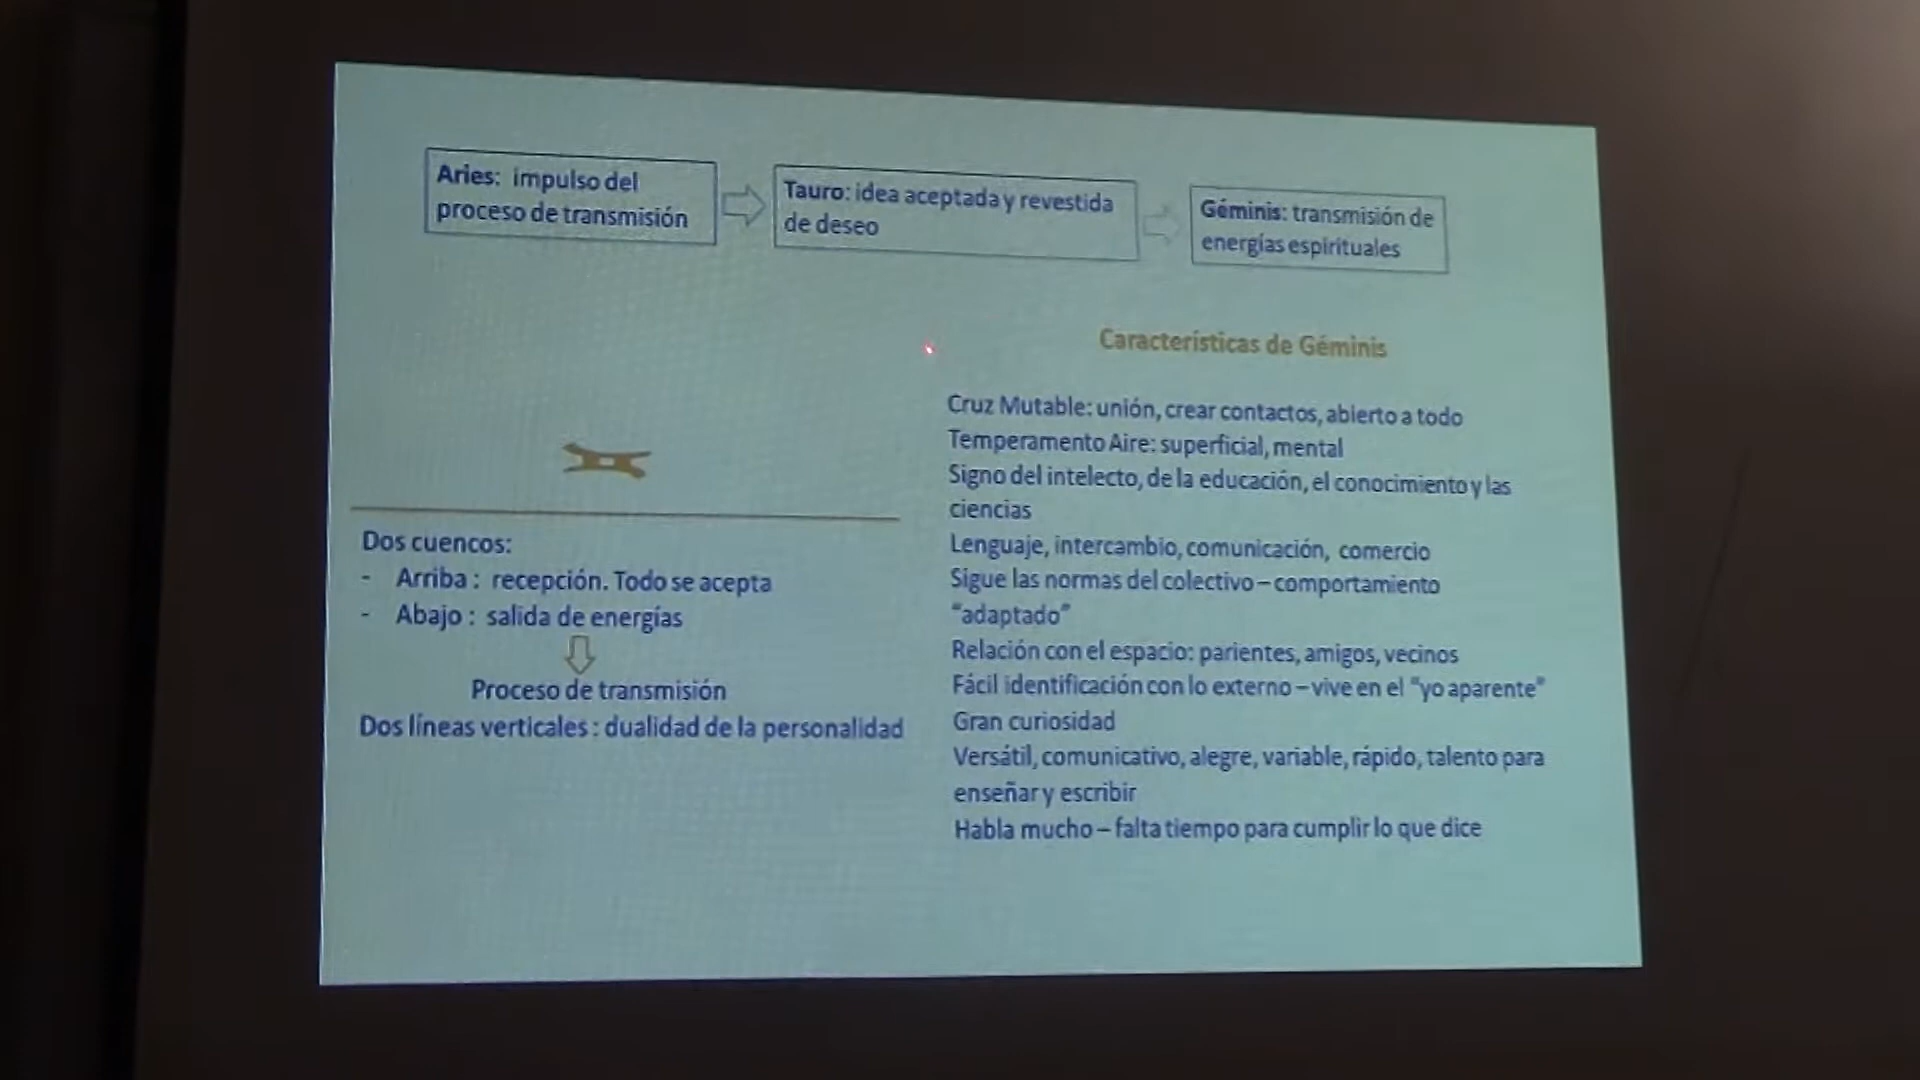 Aries: impulso del
proceso de transmisión
Tauro: idea aceptada y revestida
de deseo
Géminis: transmisión de
energías espirituales
Dos cuencos:
- Arriba : recepción. Todo se acepta
- Abajo : salida de energías
Proceso de transmisión
Dos líneas verticales : dualidad de la personalidad
Características de Géminis
Cruz Mutable: unión, crear contactos, abierto a todo
Temperamento Aire: superficial, mental
Signo del intelecto, de la educación, el conocimiento y las
ciencias
Lenguaje, intercambio, comunicación, comercio
Sigue las normas del colectivo – comportamiento
“adaptado”
Relación con el espacio: parientes, amigos, vecinos
Fácil identificación con lo externo – vive en el “yo aparente”
Gran curiosidad
Versátil, comunicativo, alegre, variable, rápido, talento para
enseñar y escribir
Habla mucho – falta tiempo para cumplir lo que dice